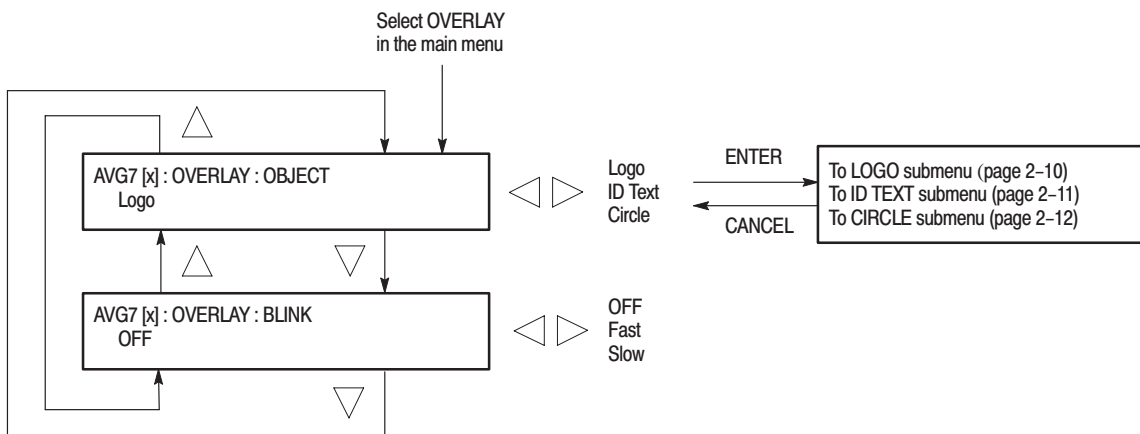 Select OVERLAY
in the main menu
AVG7 [x] : OVERLAY : OBJECT
Logo
Logo
ID Text
Circle
ENTER
CANCEL
To LOGO submenu (page 2–10)
To ID TEXT submenu (page 2–11)
To CIRCLE submenu (page 2–12)
AVG7 [x] : OVERLAY : BLINK
OFF
OFF
Fast
Slow